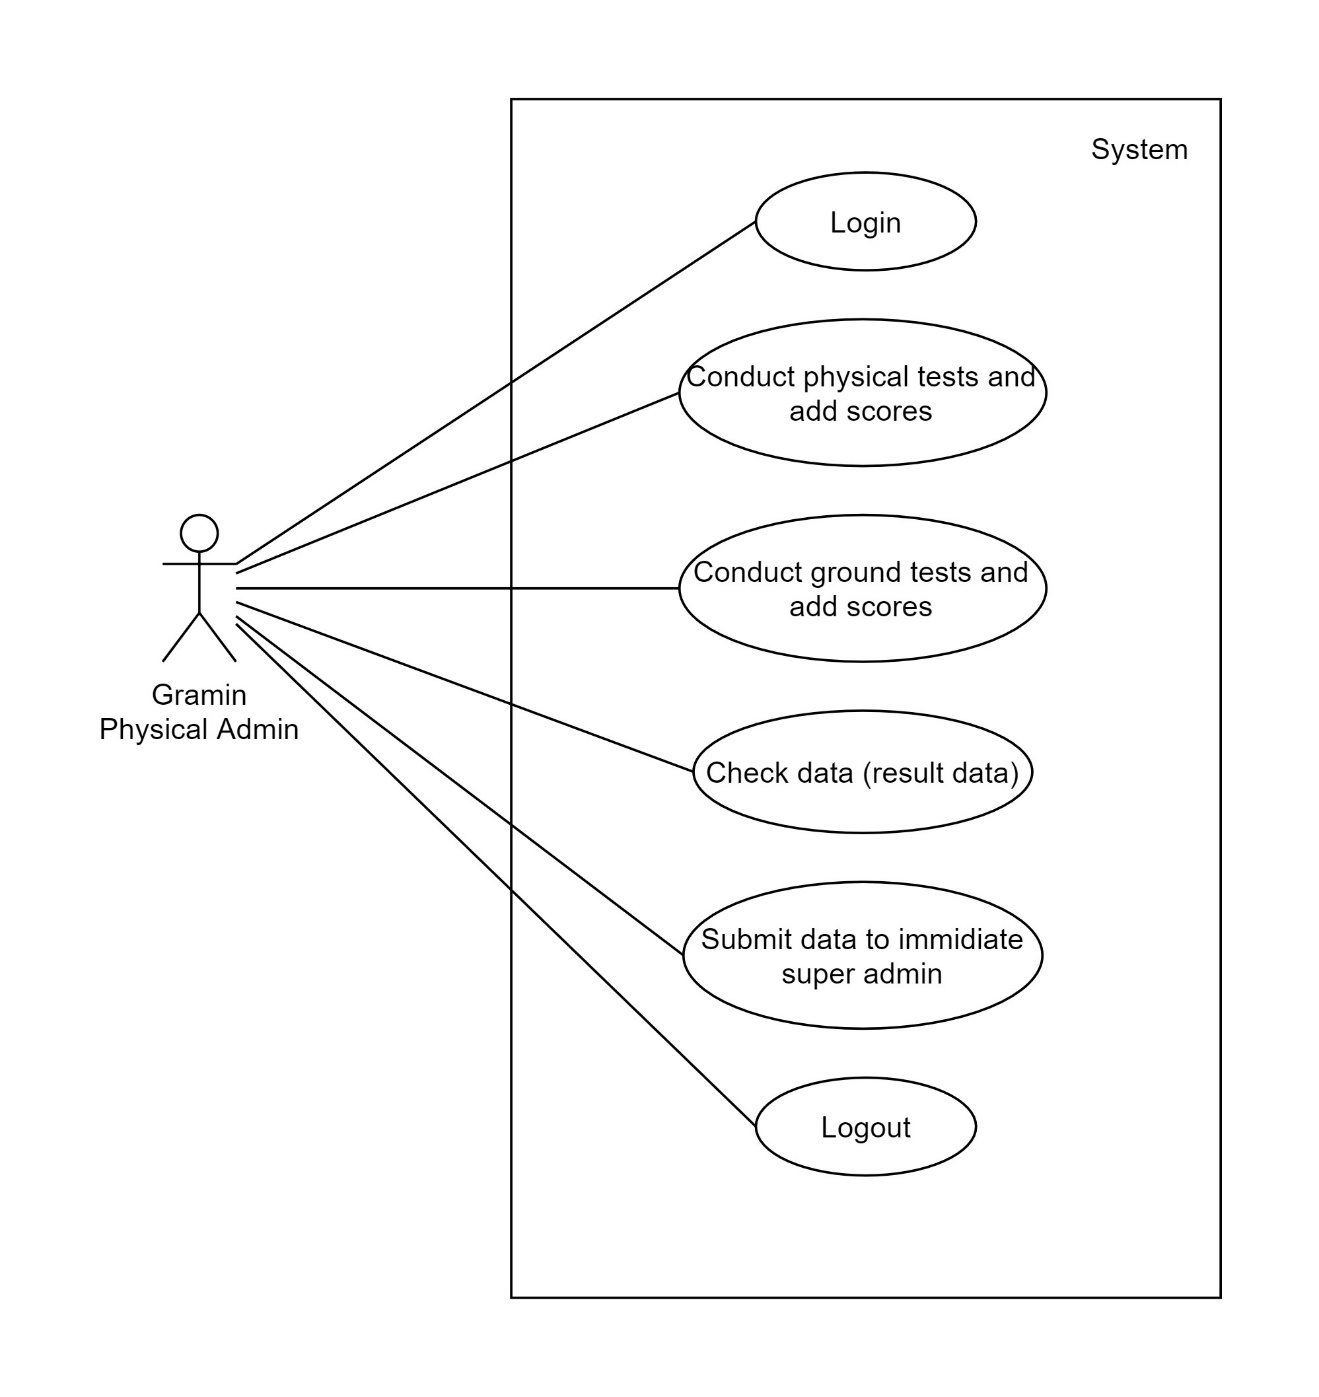 System
Login
Conduct physical tests and
add scores
Conduct ground tests and
add scores
Gramin
Physical Admin
Check data (result data)
Submit data to immidiate
super admin
Logout